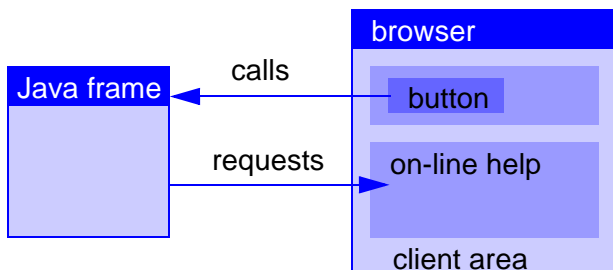 browser
calls
Java frame
button
requests
on-line help
client area